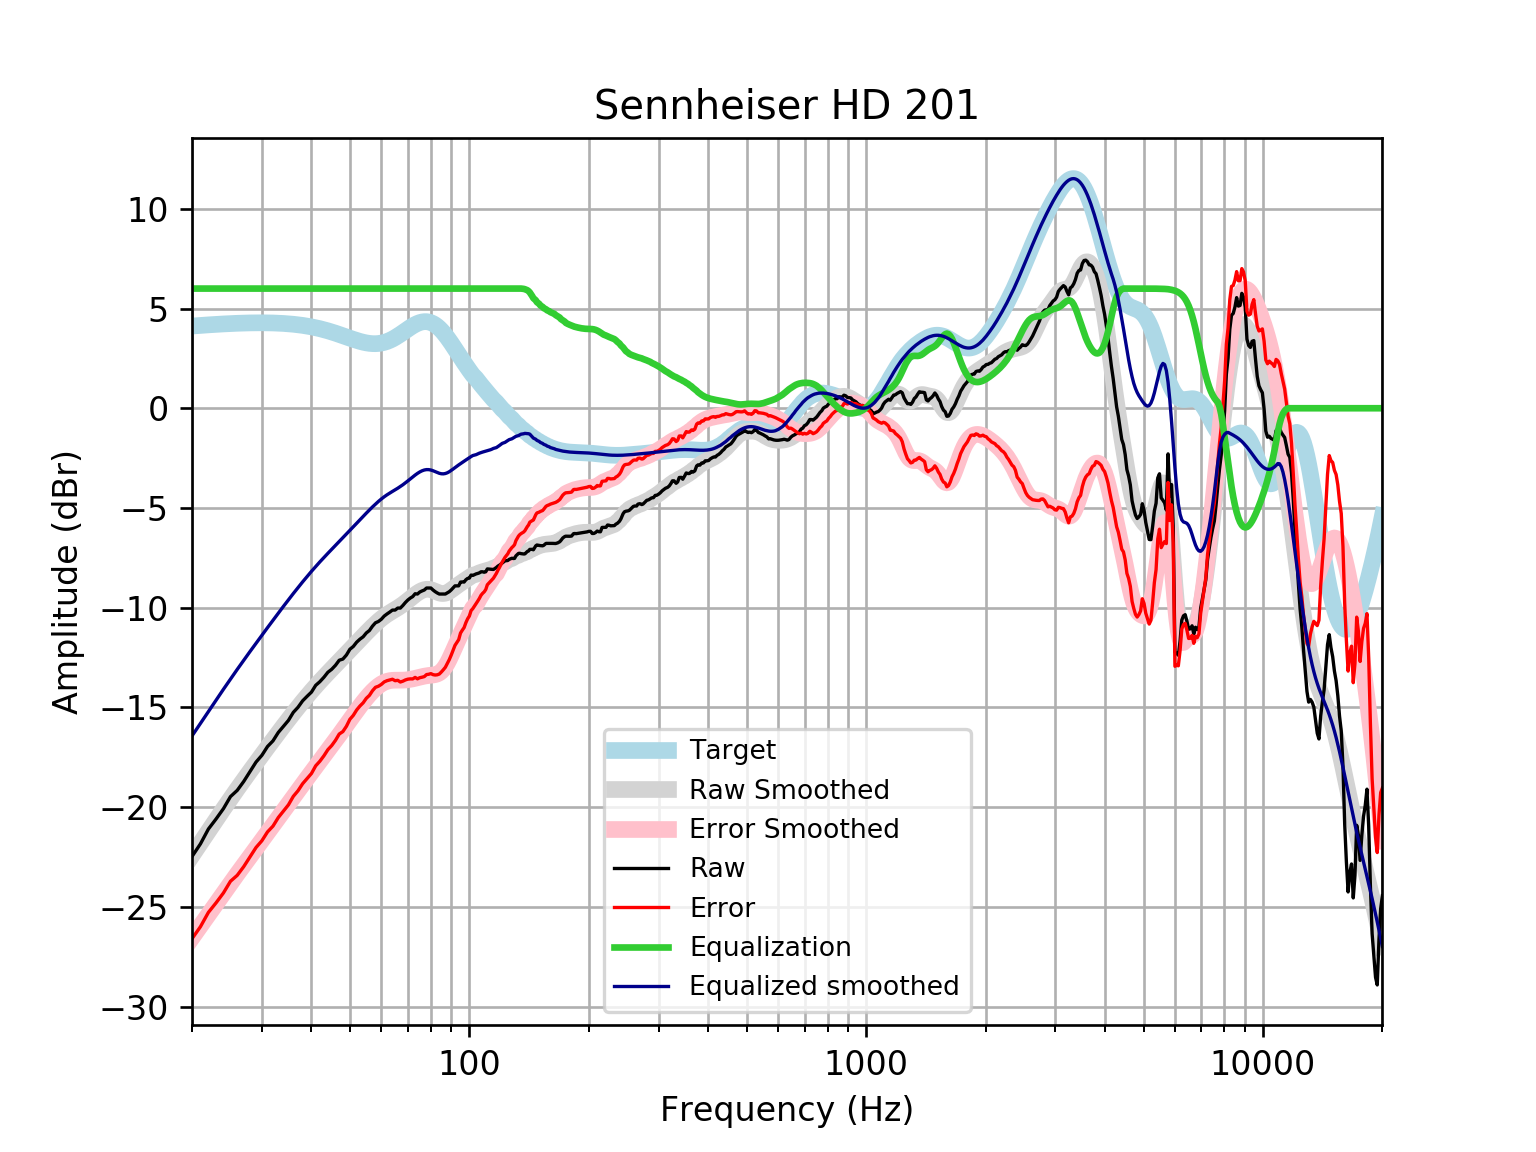 Sennheiser HD 201
10
5
0
−5
−10
−15
−20
−25
−30
Amplitude (dBr)
Target
Raw Smoothed
Error Smoothed
Raw
Error
Equalization
Equalized smoothed
100
1000
10000
Frequency (Hz)